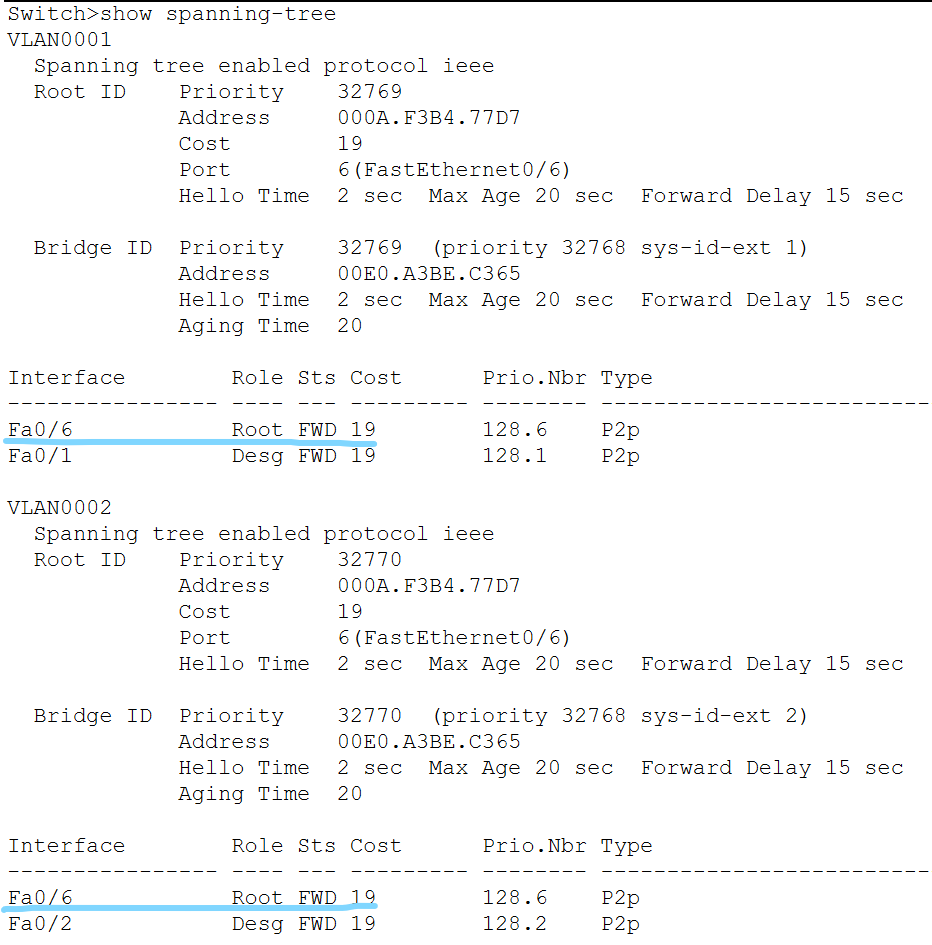 Switch>show spanning-tree
VLAN0001
  Spanning tree enabled protocol ieee
  Root ID    Priority    32769
             Address     000A.F3B4.77D7
             Cost        19
             Port        6(FastEthernet0/6)
             Hello Time  2 sec  Max Age 20 sec  Forward Delay 15 sec

  Bridge ID  Priority    32769  (priority 32768 sys-id-ext 1)
             Address     00E0.A3BE.C365
             Hello Time  2 sec  Max Age 20 sec  Forward Delay 15 sec
             Aging Time  20

Interface        Role Sts Cost      Prio.Nbr Type
---------------- ---- --- --------- -------- -------------------------
Fa0/6            Root FWD 19        128.6    P2p
Fa0/1            Desg FWD 19        128.1    P2p

VLAN0002
  Spanning tree enabled protocol ieee
  Root ID    Priority    32770
             Address     000A.F3B4.77D7
             Cost        19
             Port        6(FastEthernet0/6)
             Hello Time  2 sec  Max Age 20 sec  Forward Delay 15 sec

  Bridge ID  Priority    32770  (priority 32768 sys-id-ext 2)
             Address     00E0.A3BE.C365
             Hello Time  2 sec  Max Age 20 sec  Forward Delay 15 sec
             Aging Time  20

Interface        Role Sts Cost      Prio.Nbr Type
---------------- ---- --- --------- -------- -------------------------
Fa0/6            Root FWD 19        128.6    P2p
Fa0/2            Desg FWD 19        128.2    P2p